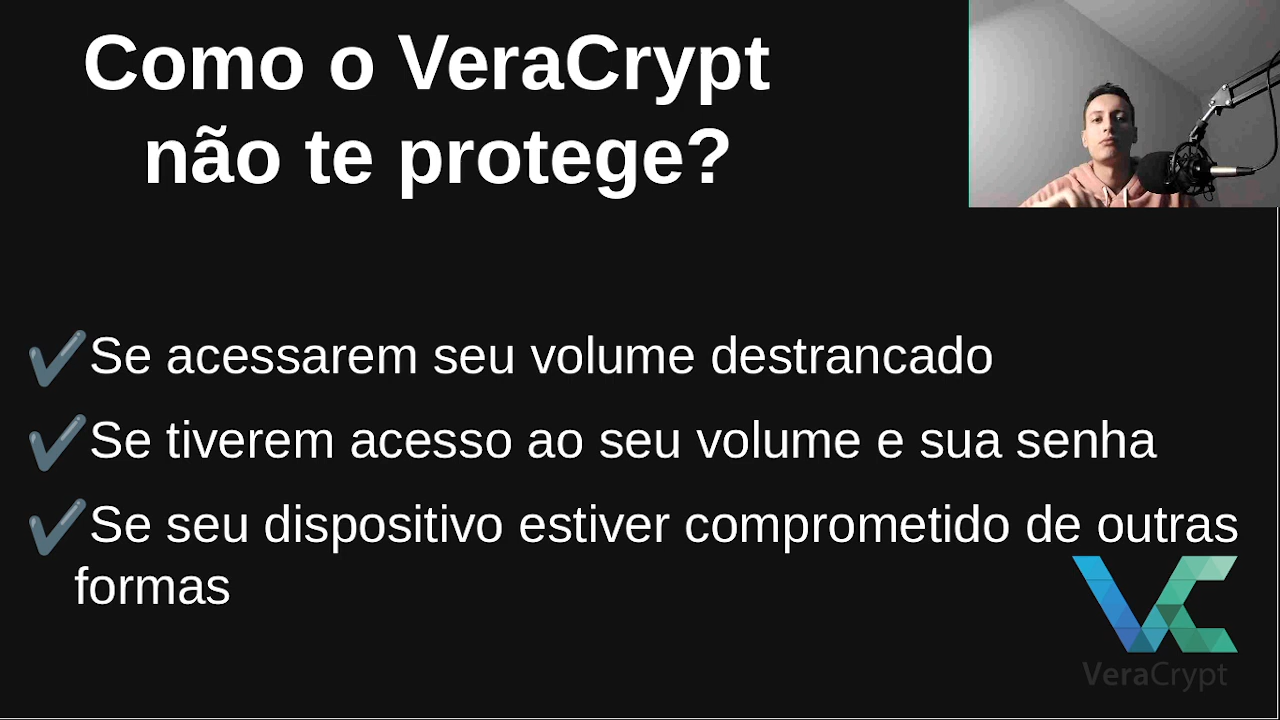 Como o VeraCrypt
não te protege?
Se acessarem seu volume destrancado
Se tiverem acesso ao seu volume e sua senha
Se seu dispositivo estiver comprometido de outras
formas
VeraCrypt